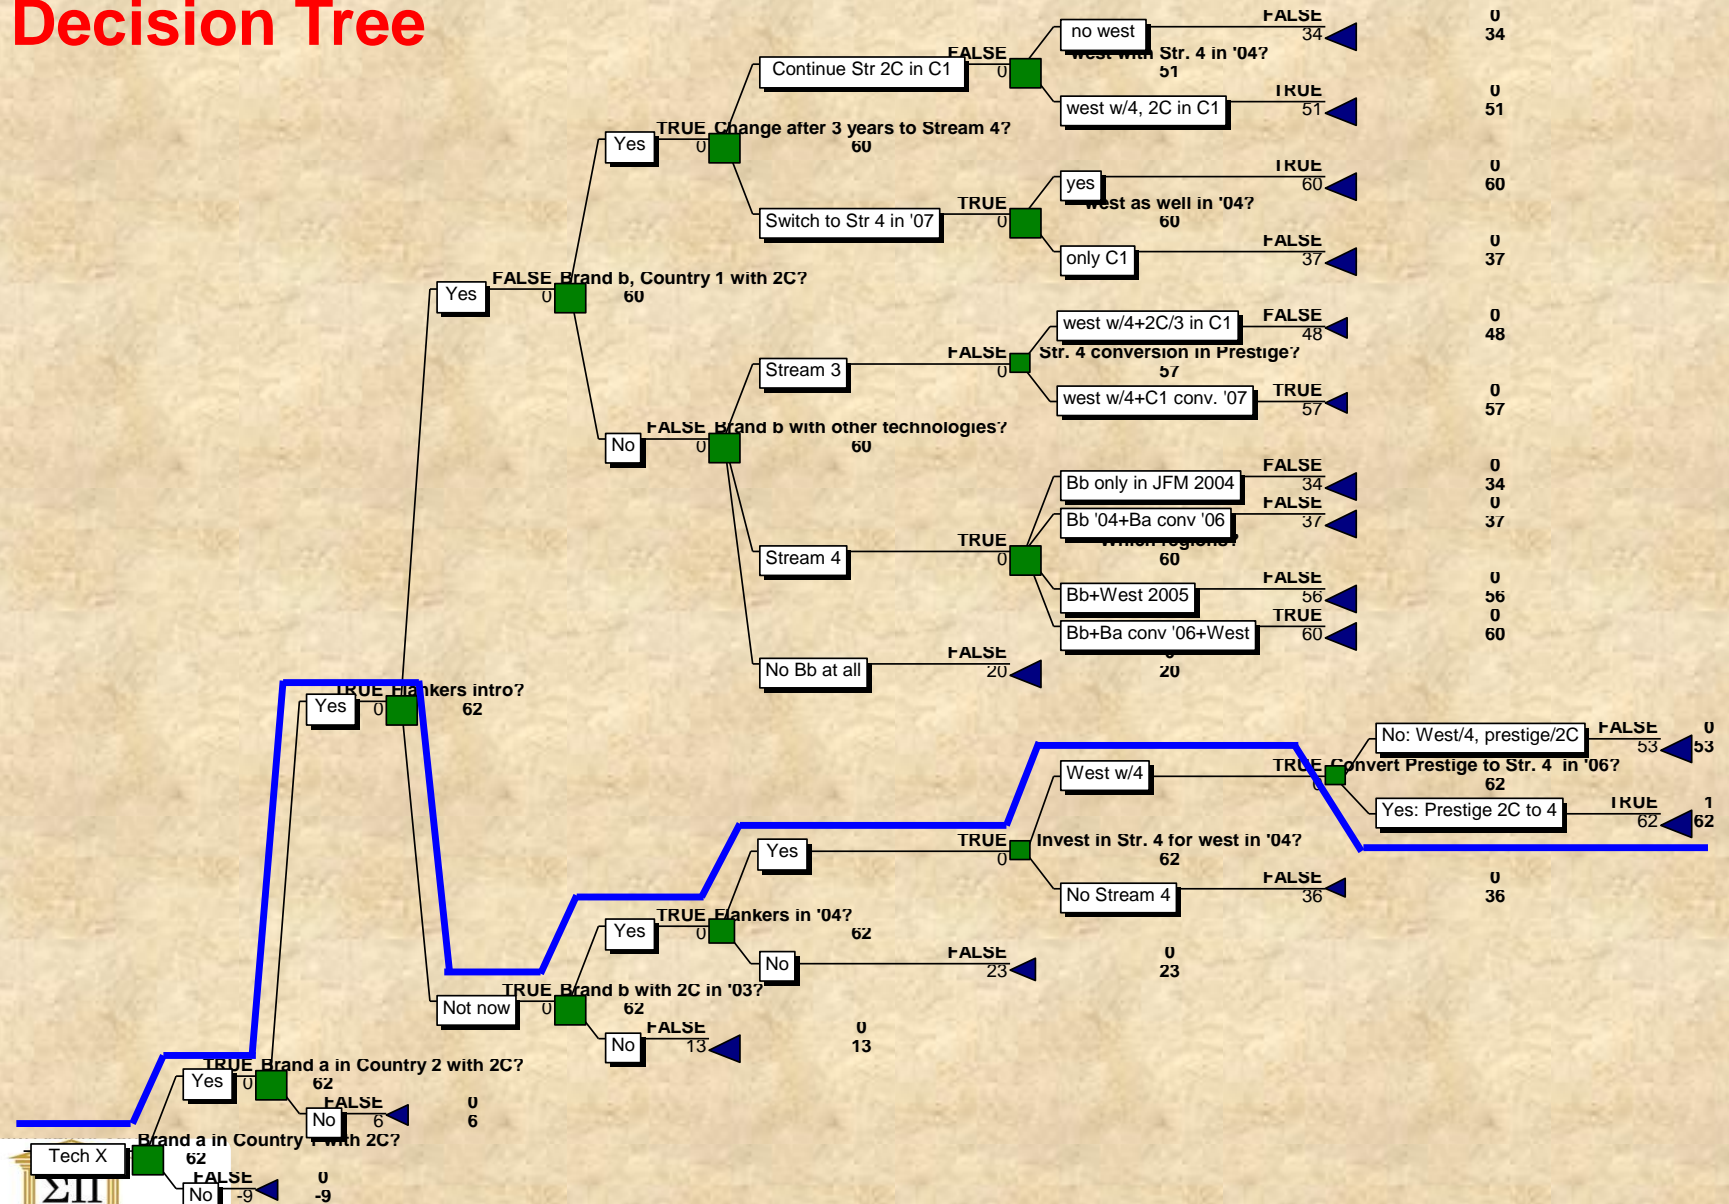 Decision Tree
no west
FALSE 0
34 34
FALSE
Continue Str 2C in C1
0
west with Str. 4 in '04?
51
west w/4, 2C in C1
TRUE 0
51 51
Yes
TRUE Change after 3 years to Stream 4?
0 60
yes
TRUE 0
60 60
Switch to Str 4 in '07
TRUE
0
west as well in '04?
60
only C1
FALSE 0
37 37
Yes
FALSE Brand b, Country 1 with 2C?
0 60
west w/4+2C/3 in C1
FALSE 0
48 48
Stream 3
FALSE Str. 4 conversion in Prestige?
0 57
west w/4+C1 conv. '07
TRUE 0
57 57
No
FALSE Brand b with other technologies?
0 60
Bb only in JFM 2004
FALSE 0
34 34
Bb '04+Ba conv '06
FALSE 0
37 37
Stream 4
TRUE Which regions?
0 60
Bb+West 2005
FALSE 0
56 56
Bb+Ba conv '06+West
TRUE 0
60 60
No Bb at all
FALSE 0
20 20
Yes
TRUE Flankers intro?
0 62
No: West/4, prestige/2C
FALSE 0
53 53
West w/4
TRUE Convert Prestige to Str. 4 in '06?
0 62
Yes: Prestige 2C to 4
TRUE 1
62 62
Yes
TRUE Invest in Str. 4 for west in '04?
0 62
No Stream 4
FALSE 0
36 36
Yes
TRUE Flankers in '04?
0 62
No
FALSE 0
23 23
Not now
TRUE Brand b with 2C in '03?
0 62
No
FALSE 0
13 13
Yes
TRUE Brand a in Country 2 with 2C?
0 62
No
FALSE 0
6 6
Tech X
Brand a in Country 1 with 2C?
62
No
FALSE 0
-9 -9
ΣΠ